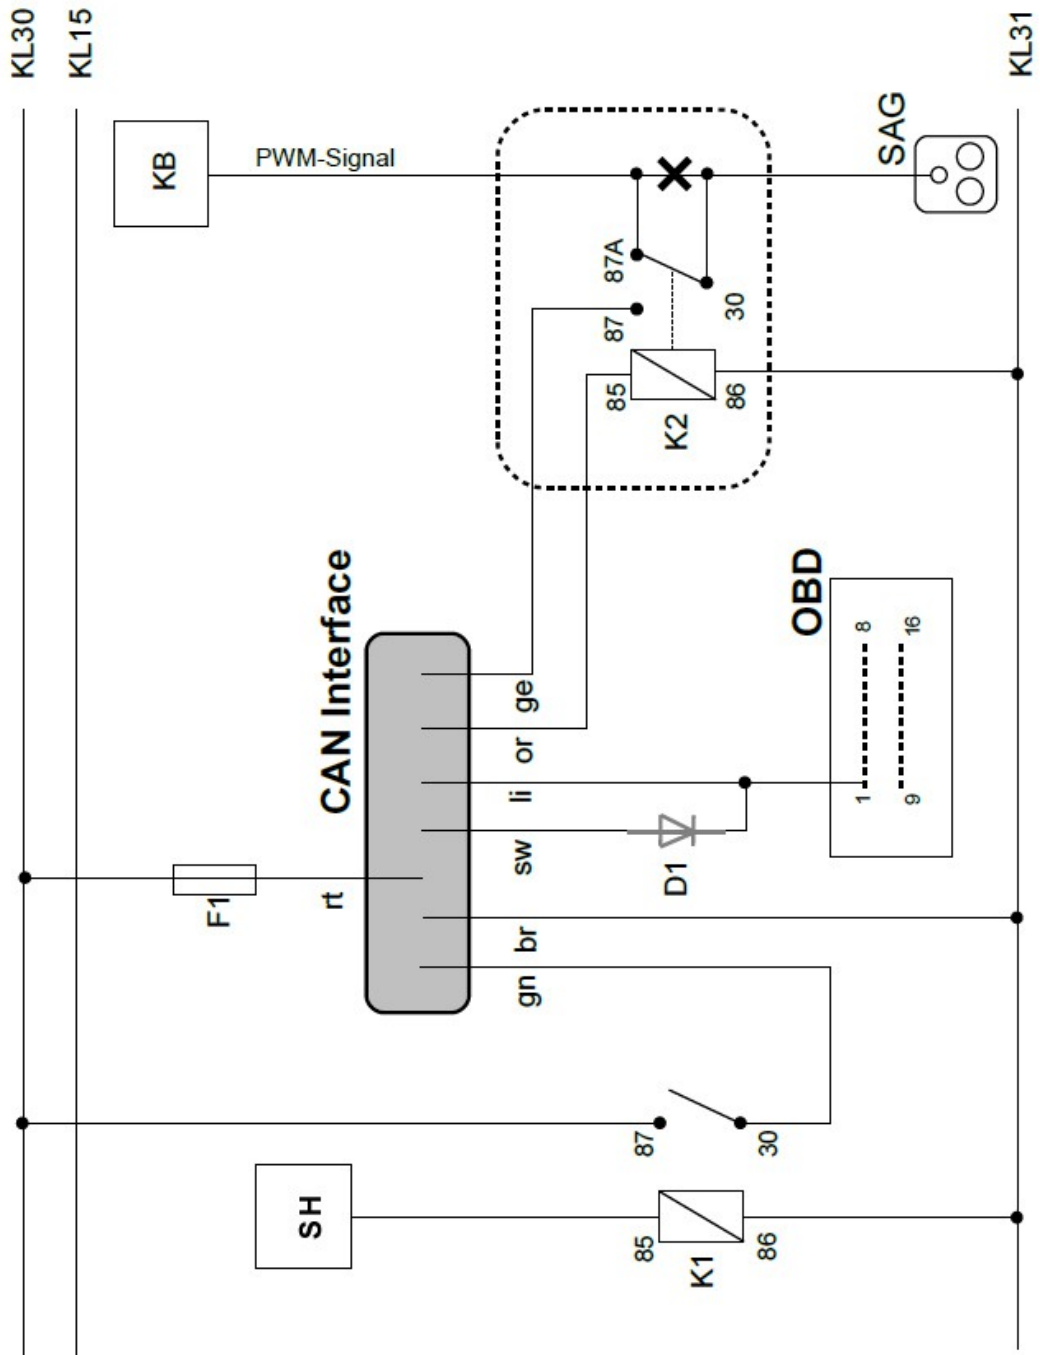 KL30
KL15
KL31
KB
PWM-Signal
SAG
87A
87
30
85
86
K2
CAN Interface
OBD
8
16
1
9
ge
or
li
sw
rt
br
gn
D1
F1
87
30
SH
85
86
K1